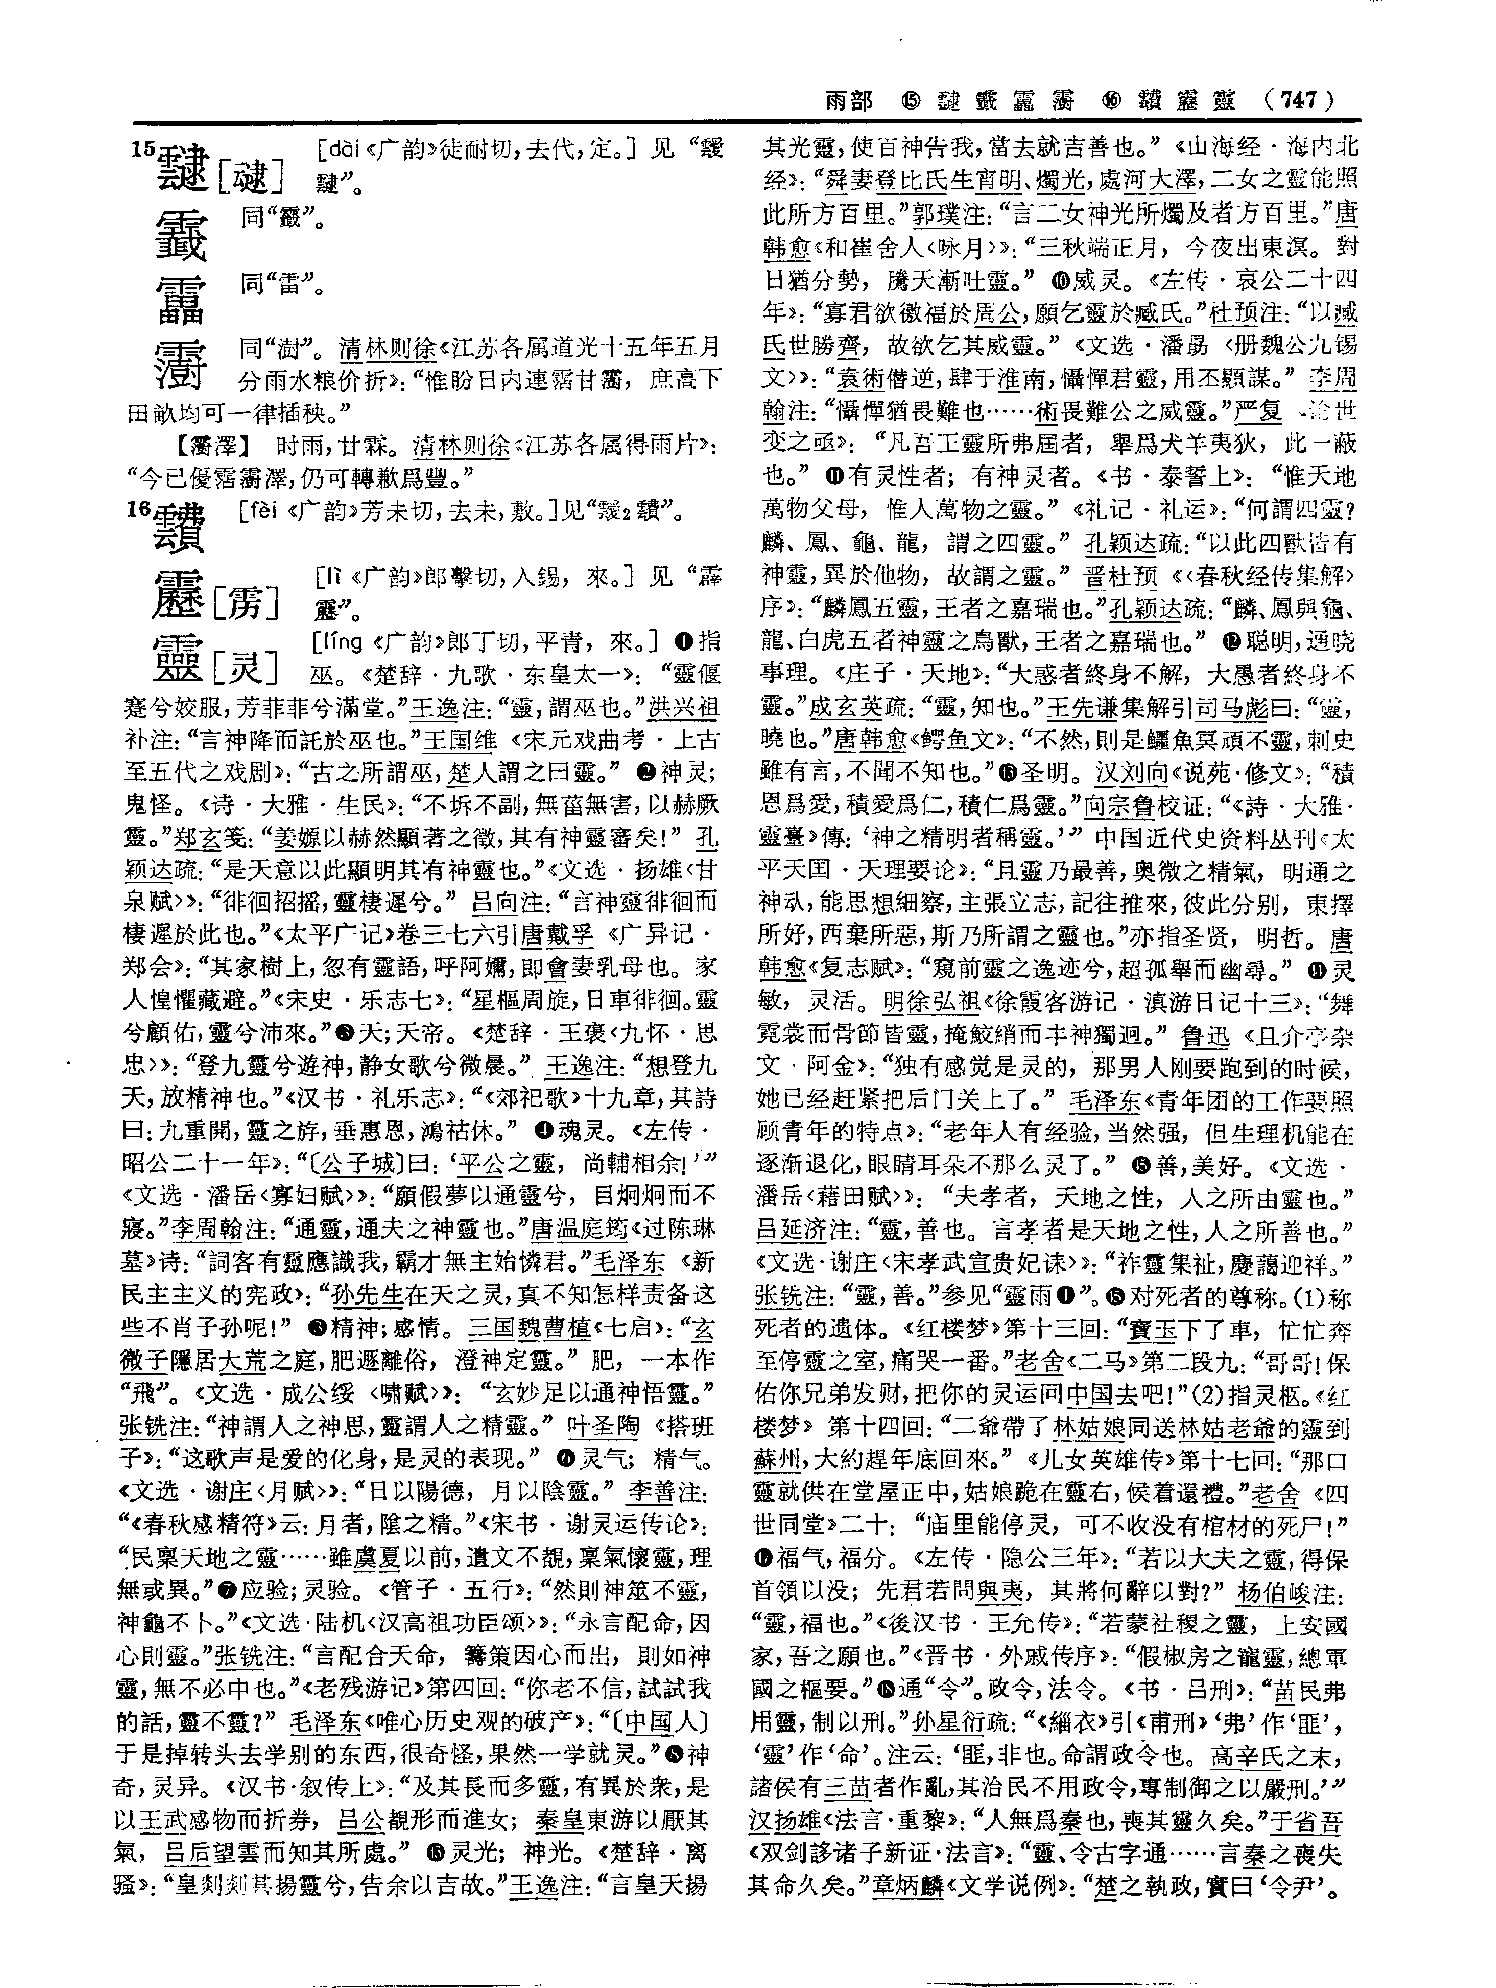 雨部 ⑮ 靆 䨺 靁 霔 ⑯ 靅 靂 靈 （747）
15靆［𫕥］ ［dài《广韵》徒耐切，去代，定。］见“靉
靆”。
同“霰”。
同“雷”。
同“澍”。清林则徐《江苏各属道光十五年五月
分雨水粮价折》：“惟盼日内連霑甘霔，庶高下
田畝均可一律插秧。”
【澤】 时雨，甘霖。清林则徐《江苏各属得雨片》：
“今已優霑澤，仍可轉歉爲豐。”
16靅 ［fèi《广韵》芳未切，去未，敷。］见“靉2靅”。
靂［雳］ ［lì《广韵》郎擊切，入錫，來。］见“霹
靂”。
靈［灵］ ［líng《广韵》郎丁切，平青，來。］❶指
巫。《楚辞·九歌·东皇太一》：“靈偃
蹇兮姣服，芳菲菲兮滿堂。”王逸注：“靈，謂巫也。”洪兴祖
补注：“言神降而託於巫也。”王国维《宋元戏曲考·上古
至五代之戏剧》：“古之所謂巫，楚人謂之曰靈。”❷神灵；
鬼怪。《诗·大雅·生民》：“不坼不副，無菑無害，以赫厥
靈。”郑玄笺：“姜嫄以赫然顯著之徵，其有神靈審矣！”孔
颖达疏：“是天意以此顯明其有神靈也。”《文选·扬雄〈甘
泉赋〉》：“徘徊招摇，靈棲遲兮。”吕向注：“言神靈徘徊而
棲遲於此也。”《太平广记》卷三七六引唐戴孚《广异记·
郑会》：“其家樹上，忽有靈語，呼阿嬭，即會妻乳母也。家
人惶懼藏避。”《宋史·乐志七》：“星樞周旋，日車徘徊。靈
兮顧佑，靈兮沛來。”❸天；天帝。《楚辞·王褒〈九怀·思
忠〉》：“登九靈兮遊神，静女歌兮微晨。”王逸注：“想登九
天，放精神也。”《汉书·礼乐志》：“《郊祀歌》十九章，其詩
曰：九重開，靈之斿，垂惠恩，鴻祜休。”❹魂灵。《左传·
昭公二十一年》：“〔公子城〕曰：‘平公之靈，尚輔相余！’”
《文选·潘岳〈寡妇赋〉》：“願假夢以通靈兮，目炯炯而不
寢。”李周翰注：“通靈，通夫之神靈也。”唐温庭筠《过陈琳
墓》诗：“詞客有靈應識我，霸才無主始憐君。”毛泽东《新
民主主义的宪政》：“孙先生在天之灵，真不知怎样责备这
些不肖子孙呢！”❺精神；感情。三国魏曹植《七启》：“玄
微子隱居大荒之庭，肥遯離俗，澄神定靈。”肥，一本作
“飛”。《文选·成公绥〈啸赋〉》：“玄妙足以通神悟靈。”
张铣注：“神謂人之神思，靈謂人之精靈。”叶圣陶《搭班
子》：“这歌声是爱的化身，是灵的表现。”❻灵气；精气。
《文选·谢庄〈月赋〉》：“日以陽德，月以陰靈。”李善注：
“《春秋感精符》云：月者，陰之精。”《宋书·谢灵运传论》：
“民稟天地之靈……雖虞夏以前，遺文不覩，稟氣懷靈，理
無或異。”❼应验；灵验。《管子·五行》：“然則神筮不靈，
神龜不卜。”《文选·陆机〈汉高祖功臣颂〉》：“永言配命，因
心則靈。”张铣注：“言配合天命，籌策因心而出，則如神
靈，無不必中也。”《老残游记》第四回：“你老不信，試試我
的話，靈不靈？”毛泽东《唯心历史观的破产》：“〔中国人〕
于是掉转头去学别的东西，很奇怪，果然一学就灵。”❽神
奇，灵异。《汉书·叙传上》：“及其長而多靈，有異於衆，是
以王武感物而折券，吕公覩形而進女；秦皇東游以厭其
氣，吕后望雲而知其所處。”❾灵光；神光。《楚辞·离
骚》：“皇剡剡其揚靈兮，告余以吉故。”王逸注：“言皇天揚
其光靈，使百神告我，當去就吉善也。”《山海经·海内北
经》：“舜妻登比氏生宵明、燭光，處河大澤，二女之靈能照
此所方百里。”郭璞注：“言二女神光所燭及者方百里。”唐
韩愈《和崔舍人〈咏月〉》：“三秋端正月，今夜出東溟。對
日猶分勢，騰天漸吐靈。”❿威灵。《左传·哀公二十四
年》：“寡君欲徼福於周公，願乞靈於臧氏。”杜预注：“以臧
氏世勝齊，故欲乞其威靈。”《文选·潘勗〈册魏公九锡
文〉》：“袁術僭逆，肆于淮南，懾憚君靈，用丕顯謀。”李周
翰注：“懾憚猶畏難也……術畏難公之威靈。”严复《论世
变之亟》：“凡吾王靈所弗屆者，舉爲犬羊夷狄，此一蔽
也。”⓫有灵性者；有神灵者。《书·泰誓上》：“惟天地
萬物父母，惟人萬物之靈。”《礼记·礼运》：“何謂四靈？
麟、鳳、龜、龍，謂之四靈。”孔颖达疏：“以此四獸皆有
神靈，異於他物，故謂之靈。”晋杜预《〈春秋经传集解〉
序》：“麟鳳五靈，王者之嘉瑞也。”孔颖达疏：“麟、鳳與龜、
龍、白虎五者神靈之鳥獸，王者之嘉瑞也。”⓬聪明，通晓
事理。《庄子·天地》：“大惑者終身不解，大愚者終身不
靈。”成玄英疏：“靈，知也。”王先谦集解引司马彪曰：“靈，
曉也。”唐韩愈《鳄鱼文》：“不然，則是鱷魚冥頑不靈，刺史
雖有言，不聞不知也。”⓭圣明。汉刘向《说苑·修文》：“積
恩爲愛，積愛爲仁，積仁爲靈。”向宗鲁校证：“《詩·大雅·
靈臺》傳：‘神之精明者稱靈。’”中国近代史资料丛刊《太
平天囯·天理要论》：“且靈乃最善，奥微之精氣，明通之
神动，能思想細察，主張立志，記往推來，彼此分别，東擇
所好，西棄所惡，斯乃所謂之靈也。”亦指圣贤，明哲。唐
韩愈《复志赋》：“窺前靈之逸迹兮，超孤舉而幽尋。”⓮灵
敏，灵活。明徐弘祖《徐霞客游记·滇游日记十三》：“舞
霓裳而骨節皆靈，掩鮫綃而丰神獨迥。”鲁迅《且介亭杂
文·阿金》：“独有感觉是灵的，那男人刚要跑到的时候，
她已经赶紧把后门关上了。”毛泽东《青年团的工作要照
顾青年的特点》：“老年人有经验，当然强，但生理机能在
逐渐退化，眼睛耳朵不那么灵了。”⓯善，美好。《文选·
潘岳〈藉田赋〉》：“夫孝者，天地之性，人之所由靈也。”
吕延济注：“靈，善也。言孝者是天地之性，人之所善也。”
《文选·谢庄〈宋孝武宣贵妃诔〉》：“祚靈集祉，慶藹迎祥。”
张铣注：“靈，善。”参见“靈雨❶”。⓰对死者的尊称。（1）称
死者的遗体。《红楼梦》第十三回：“寶玉下了車，忙忙奔
至停靈之室，痛哭一番。”老舍《二马》第二段九：“哥哥！保
佑你兄弟发财，把你的灵运回中国去吧！”（2）指灵柩。《红
楼梦》第十四回：“二爺帶了林姑娘同送林姑老爺的靈到
蘇州，大約趕年底回來。”《儿女英雄传》第十七回：“那口
靈就供在堂屋正中，姑娘跪在靈右，候着還禮。”老舍《四
世同堂》二十：“庙里能停灵，可不收没有棺材的死尸！”
⓱福气，福分。《左传·隐公三年》：“若以大夫之靈，得保
首領以没；先君若問與夷，其將何辭以對？”杨伯峻注：
“靈，福也。”《後汉书·王允传》：“若蒙社稷之靈，上安國
家，吾之願也。”《晋书·外戚传序》：“假椒房之寵靈，總軍
國之樞要。”⓲通“令”。政令，法令。《书·吕刑》：“苗民弗
用靈，制以刑。”孙星衍疏：“《緇衣》引《甫刑》‘弗’作‘匪’，
‘靈’作‘命’。注云：‘匪，非也。命謂政令也。高辛氏之末，
諸侯有三苗者作亂，其治民不用政令，專制御之以嚴刑。’”
汉扬雄《法言·重黎》：“人無爲秦也，喪其靈久矣。”于省吾
《双剑誃诸子新证·法言》：“靈、令古字通……言秦之喪失
其命久矣。”章炳麟《文学说例》：“楚之執政，實曰‘令尹’。